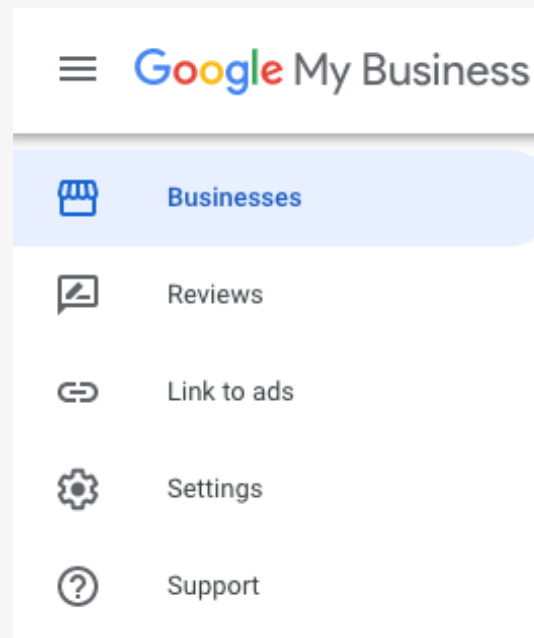 Google My Business
Businesses
Reviews
Link to ads
Settings
Support